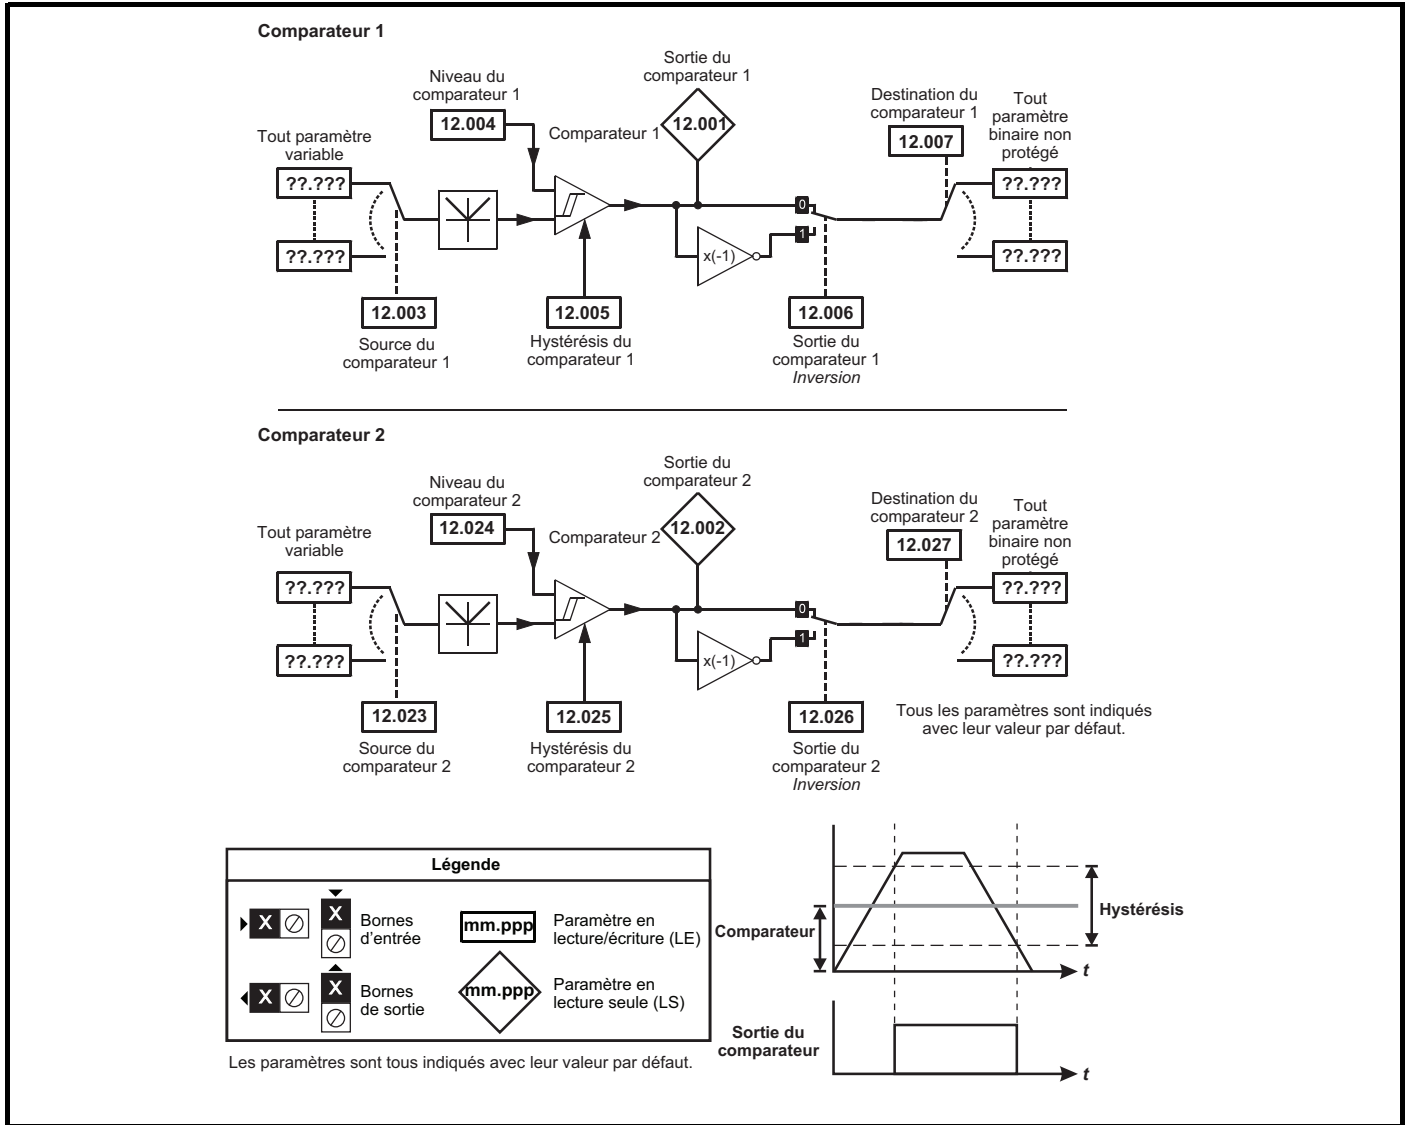 Comparateur 1
Sortie du
comparateur 1
Niveau du
comparateur 1
12.004
Comparateur 1
12.001
Destination du
comparateur 1
12.007
Tout
paramètre
binaire non
protégé
Tout paramètre
variable
??.???
??.???
??.???
??.???
0
1
x(-1)
12.003
Source du
comparateur 1
12.005
Hystérésis du
comparateur 1
12.006
Sortie du
comparateur 1
Inversion
Comparateur 2
Sortie du
comparateur 2
Niveau du
comparateur 2
12.024
Comparateur 2
12.002
Destination du
comparateur 2
12.027
Tout
paramètre
binaire non
protégé
Tout paramètre
variable
??.???
??.???
??.???
??.???
0
1
x(-1)
12.023
Source du
comparateur 2
12.025
Hystérésis du
comparateur 2
12.026
Sortie du
comparateur 2
Inversion
Tous les paramètres sont indiqués
avec leur valeur par défaut.
Légende
X
X
Bornes
d'entrée
mm.ppp
Paramètre en
lecture/écriture (LE)
X
X
Bornes
de sortie
mm.ppp
Paramètre en
lecture seule (LS)
Les paramètres sont tous indiqués avec leur valeur par défaut.
Comparateur
Hystérésis
t
Sortie du
comparateur
t